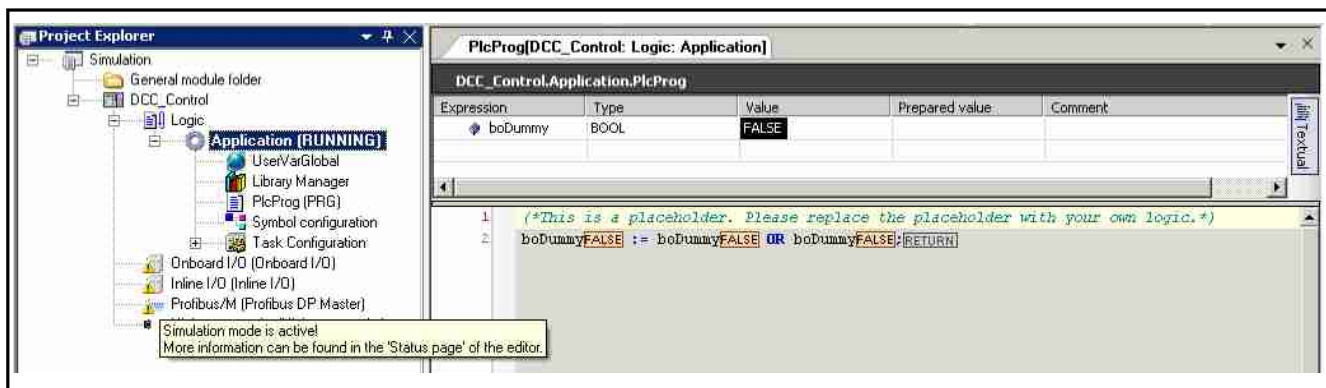 Project Explorer
Simulation
General module folder
DCC_Control
Logic
Application [RUNNING]
UserVarGlobal
Library Manager
PlcProg (PRG)
Symbol configuration
Task Configuration
Onboard I/O (Onboard I/O)
Inline I/O (Inline I/O)
Profibus/M (Profibus DP Master)
Simulation mode is active!
More information can be found in the 'Status page' of the editor.
PlcProg[DCC_Control: Logic: Application]
DCC_Control.Application.PlcProg
Expression Type Value Prepared value Comment
boDummy BOOL FALSE
Textual
1 (*This is a placeholder. Please replace the placeholder with your own logic.*)
2 boDummyFALSE := boDummyFALSE OR boDummyFALSE;RETURN